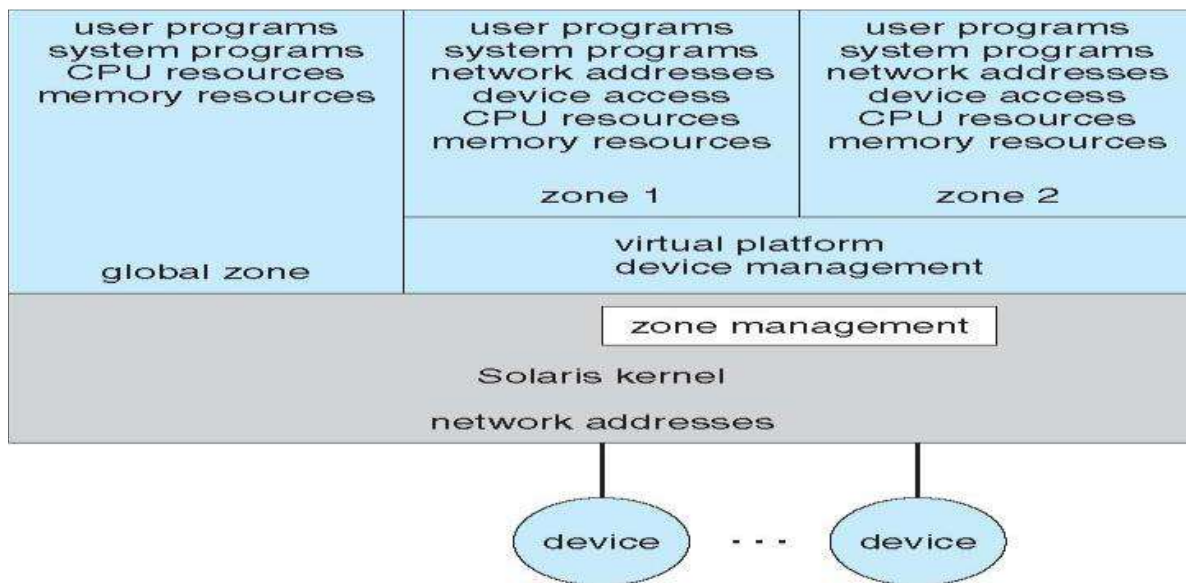 user programs
system programs
CPU resources
memory resources
global zone
user programs
system programs
network addresses
device access
CPU resources
memory resources
zone 1
user programs
system programs
network addresses
device access
CPU resources
memory resources
zone 2
virtual platform
device management
zone management
Solaris kernel
network addresses
device
device